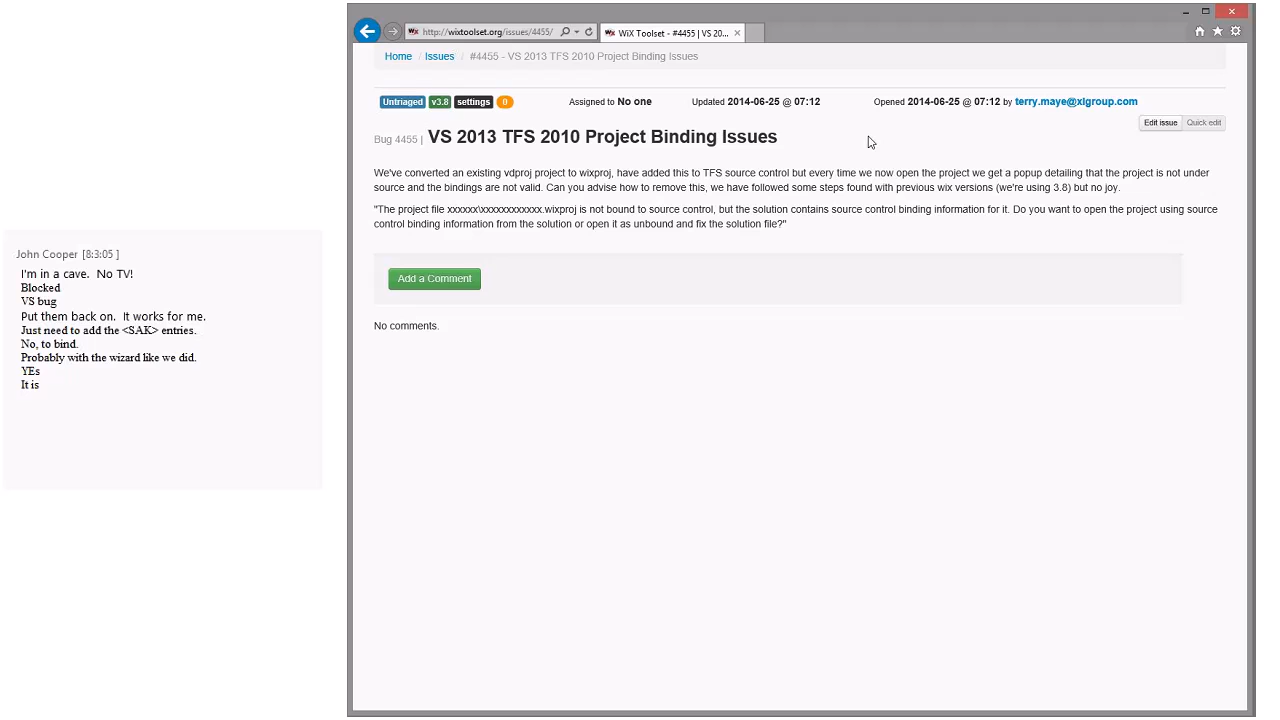 http://wixtoolset.org/issues/4455/
WiX Toolset - #4455 | VS 20...
Home / Issues / #4455 - VS 2013 TFS 2010 Project Binding Issues
Untriaged v3.8 settings 0 Assigned to No one Updated 2014-06-25 @ 07:12 Opened 2014-06-25 @ 07:12 by terry.maye@xlgroup.com
Edit issue Quick edit
Bug 4455 | VS 2013 TFS 2010 Project Binding Issues
We've converted an existing vdproj project to wixproj, have added this to TFS source control but every time we now open the project we get a popup detailing that the project is not under
source and the bindings are not valid. Can you advise how to remove this, we have followed some steps found with previous wix versions (we're using 3.8) but no joy.
"The project file xxxxxx\xxxxxxxxxxxx.wixproj is not bound to source control, but the solution contains source control binding information for it. Do you want to open the project using source
control binding information from the solution or open it as unbound and fix the solution file?"
Add a Comment
No comments.
John Cooper [8:3:05 ]
I'm in a cave. No TV!
Blocked
VS bug
Put them back on. It works for me.
Just need to add the <SAK> entries.
No, to bind.
Probably with the wizard like we did.
YEs
It is